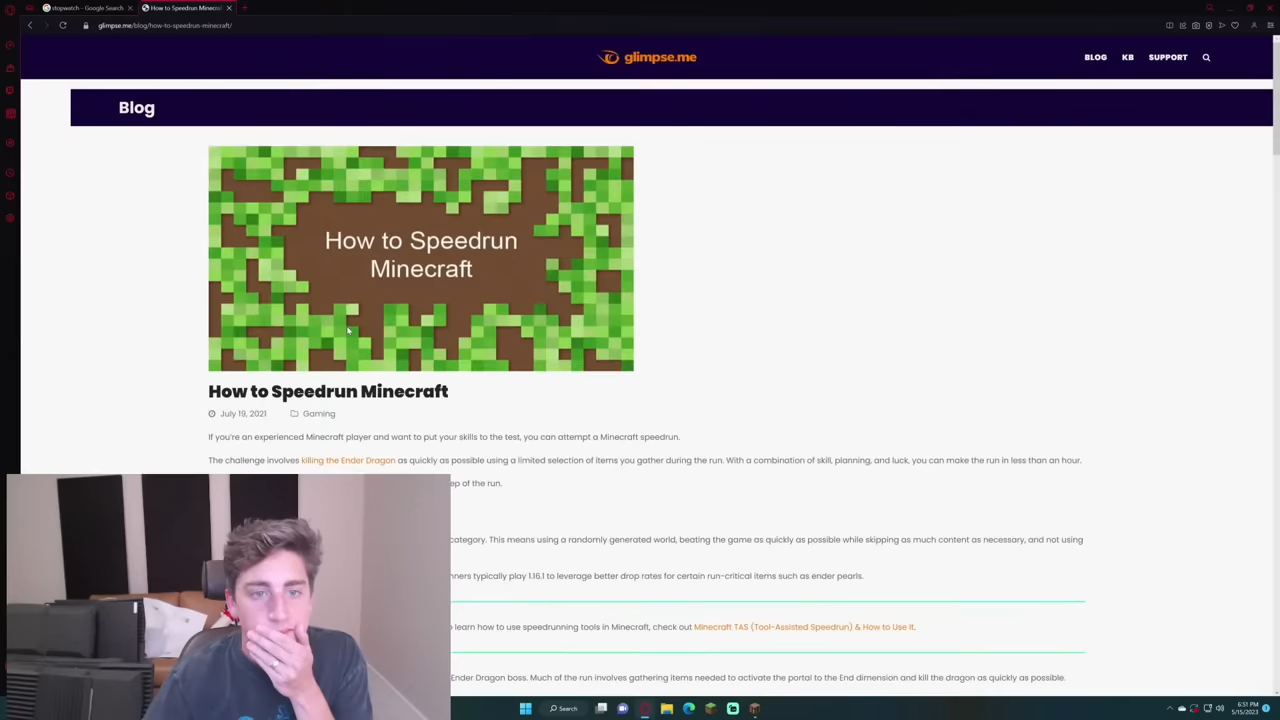 stopwatch - Google Search
How to Speedrun Minecraf
glimpse.me/blog/how-to-speedrun-minecraft/
glimpse.me
BLOG KB SUPPORT
Blog
How to Speedrun
Minecraft
How to Speedrun Minecraft
July 19, 2021 Gaming
If you're an experienced Minecraft player and want to put your skills to the test, you can attempt a Minecraft speedrun.
The challenge involves killing the Ender Dragon as quickly as possible using a limited selection of items you gather during the run. With a combination of skill, planning, and luck, you can make the run in less than an hour.
ep of the run.
category. This means using a randomly generated world, beating the game as quickly as possible while skipping as much content as necessary, and not using
nners typically play 1.16.1 to leverage better drop rates for certain run-critical items such as ender pearls.
o learn how to use speedrunning tools in Minecraft, check out Minecraft TAS (Tool-Assisted Speedrun) & How to Use It.
Ender Dragon boss. Much of the run involves gathering items needed to activate the portal to the End dimension and kill the dragon as quickly as possible.
Search
6:51 PM
5/15/2023